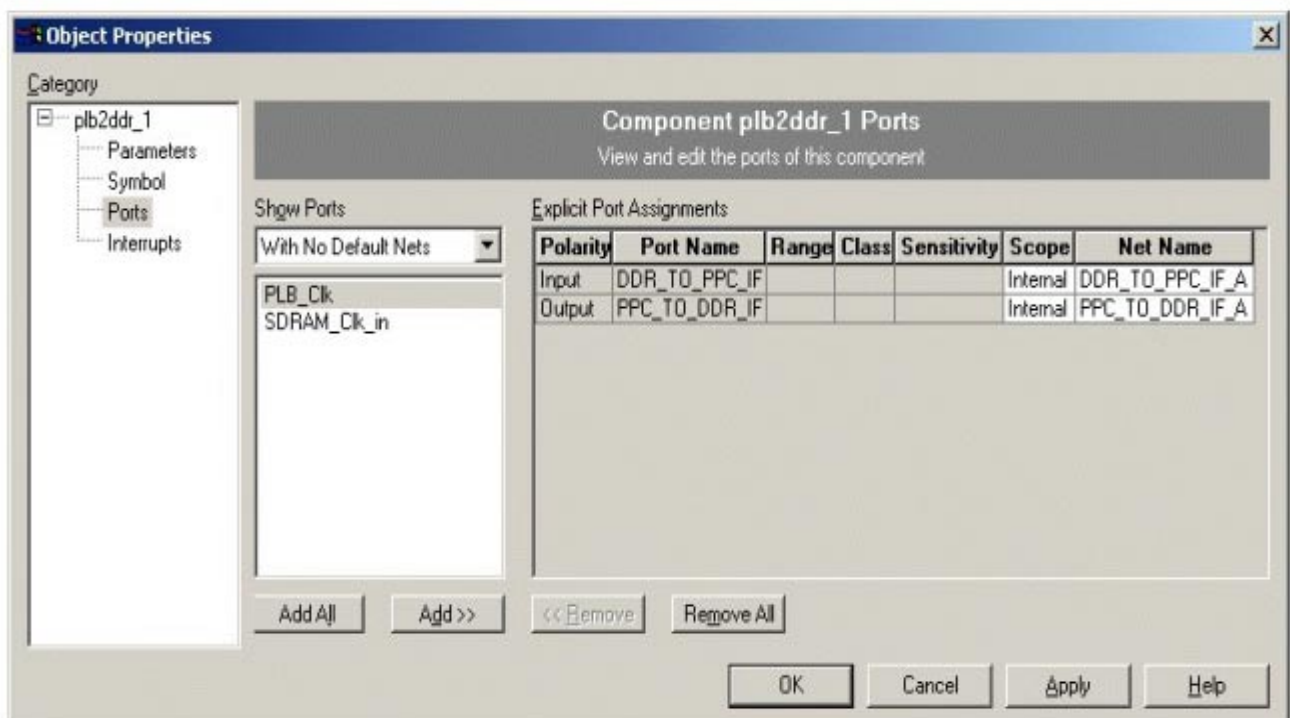 Object Properties
Category
plb2ddr_1
Parameters
Symbol
Ports
Interrupts
Component plb2ddr_1 Ports
View and edit the ports of this component
Show Ports
With No Default Nets
PLB_Clk
SDRAM_Clk_in
Add All
Add >>
Explicit Port Assignments
Polarity Port Name Range Class Sensitivity Scope Net Name
Input DDR_TO_PPC_IF Internal DDR_TO_PPC_IF_A
Output PPC_TO_DDR_IF Internal PPC_TO_DDR_IF_A
<< Remove
Remove All
OK
Cancel
Apply
Help